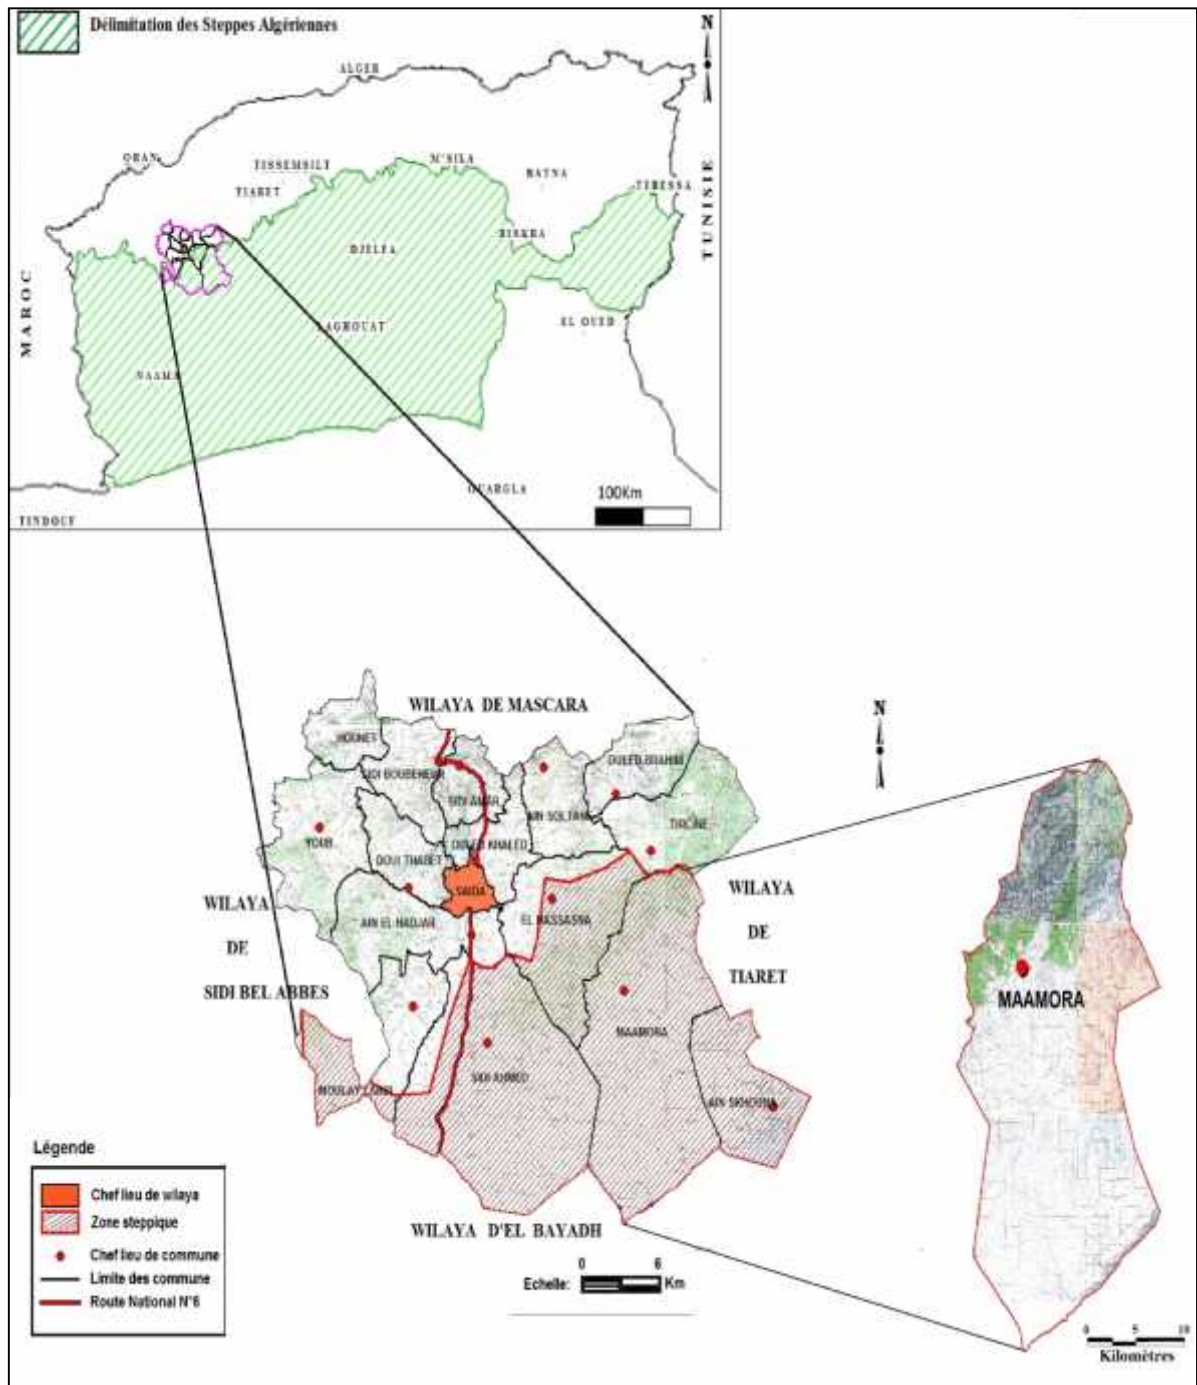 Délimitation des Steppes Algériennes
N
ALGER
ORAN
TISSEMSILT
M'SILA
BATNA
TIARET
TEBESSA
TUNISIE
BISKRA
DJELFA
MAROC
EL OUED
LAGHOUAT
NAAMA
OUARGLA
100Km
TINDOUF
WILAYA DE MASCARA
N
HOUNET
OULED BRAHIM
SIDI BOUBEKEUR
SIDI AMAR
AIN SOLTAN
TIRCINE
YOUB
OULED KHALED
DOUI THABET
SAIDA
WILAYA
DE
TIARET
EL HASSASNA
AIN EL HADJAR
WILAYA
DE
SIDI BEL ABBES
MAAMORA
MAAMORA
SIDI AHMED
MOULAY LARBI
AIN SKHOUNA
Légende
Chef lieu de wilaya
Zone steppique
Chef lieu de commune
Limite des commune
Route National N°6
WILAYA D'EL BAYADH
0 6
Echelle: Km
0 5 10
Kilomètres